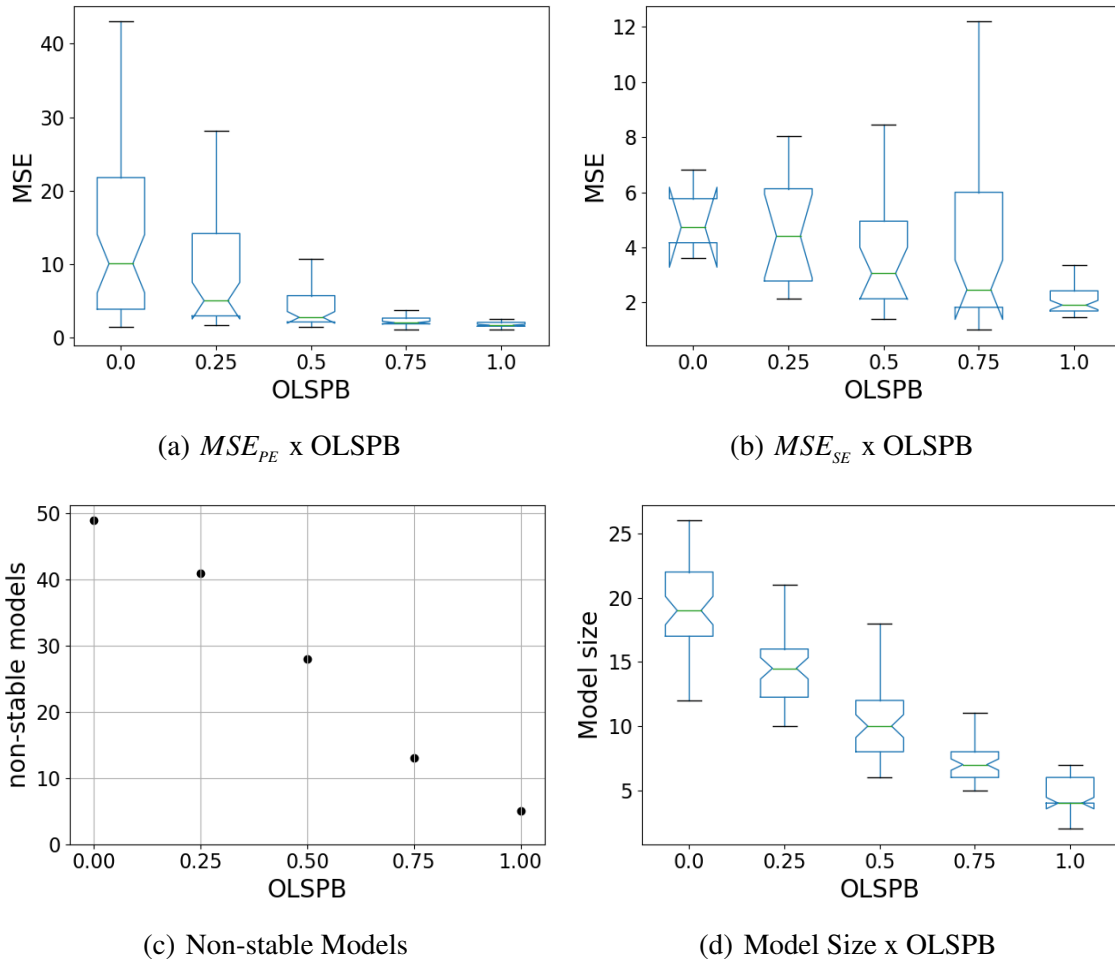 40
30
20
10
0
MSE
0.0 0.25 0.5 0.75 1.0
OLSPB
(a) MSE_PE x OLSPB
12
10
8
6
4
2
MSE
0.0 0.25 0.5 0.75 1.0
OLSPB
(b) MSE_SE x OLSPB
50
40
30
20
10
0
non-stable models
0.00 0.25 0.50 0.75 1.00
OLSPB
(c) Non-stable Models
25
20
15
10
5
Model size
0.0 0.25 0.5 0.75 1.0
OLSPB
(d) Model Size x OLSPB